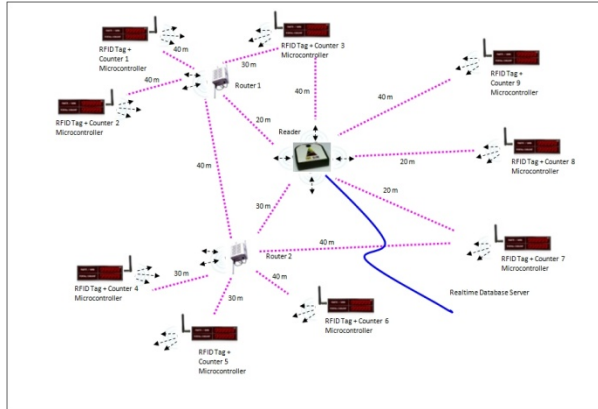 RFID Tag +
Counter 1
Microcontroller
40 m
30 m
RFID Tag + Counter 3
Microcontroller
RFID Tag +
Counter 9
Microcontroller
40 m
Router 1
40 m
40 m
RFID Tag + Counter 2
Microcontroller
20 m
Reader
40 m
20 m
RFID Tag + Counter 8
Microcontroller
20 m
30 m
40 m
RFID Tag + Counter 7
Microcontroller
Router 2
30 m
40 m
RFID Tag + Counter 4
Microcontroller
30 m
RFID Tag + Counter 6
Microcontroller
RFID Tag +
Counter 5
Microcontroller
Realtime Database Server